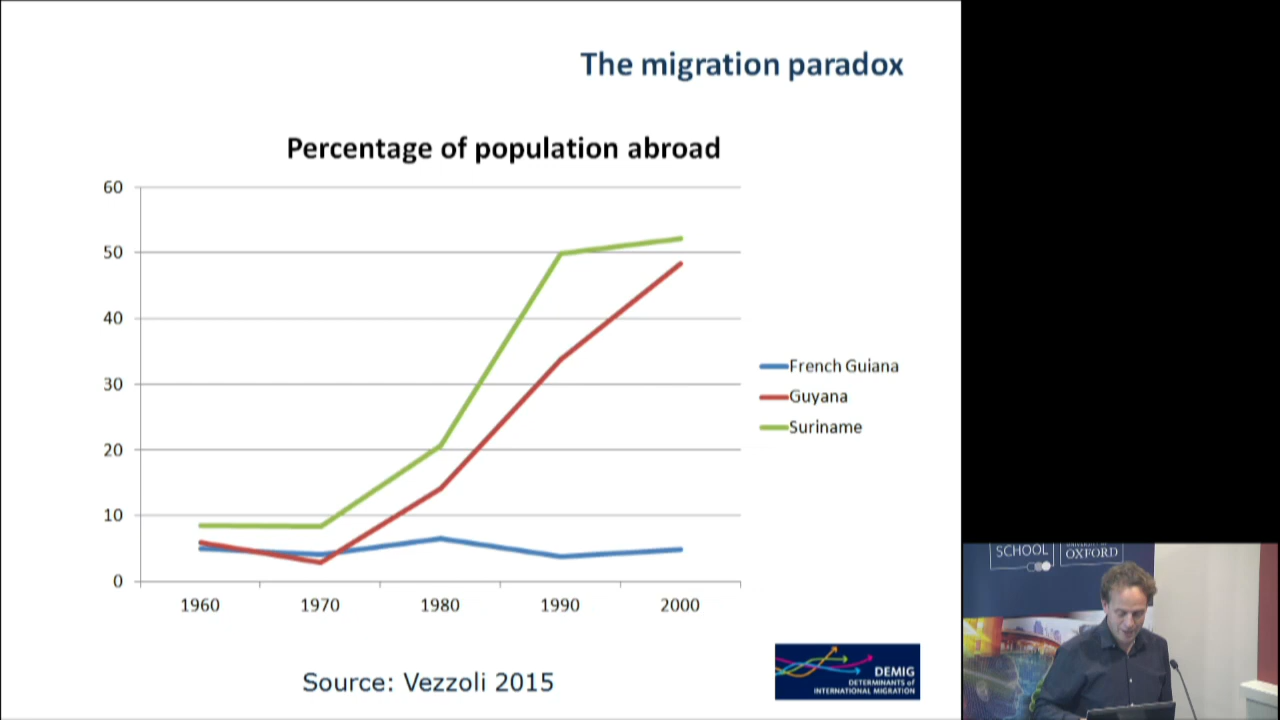 The migration paradox
Percentage of population abroad
60
50
40
30
20
10
0
1960 1970 1980 1990 2000
French Guiana
Guyana
Suriname
Source: Vezzoli 2015
DEMIG
DETERMINANTS of
INTERNATIONAL MIGRATION
SCHOOL
OXFORD